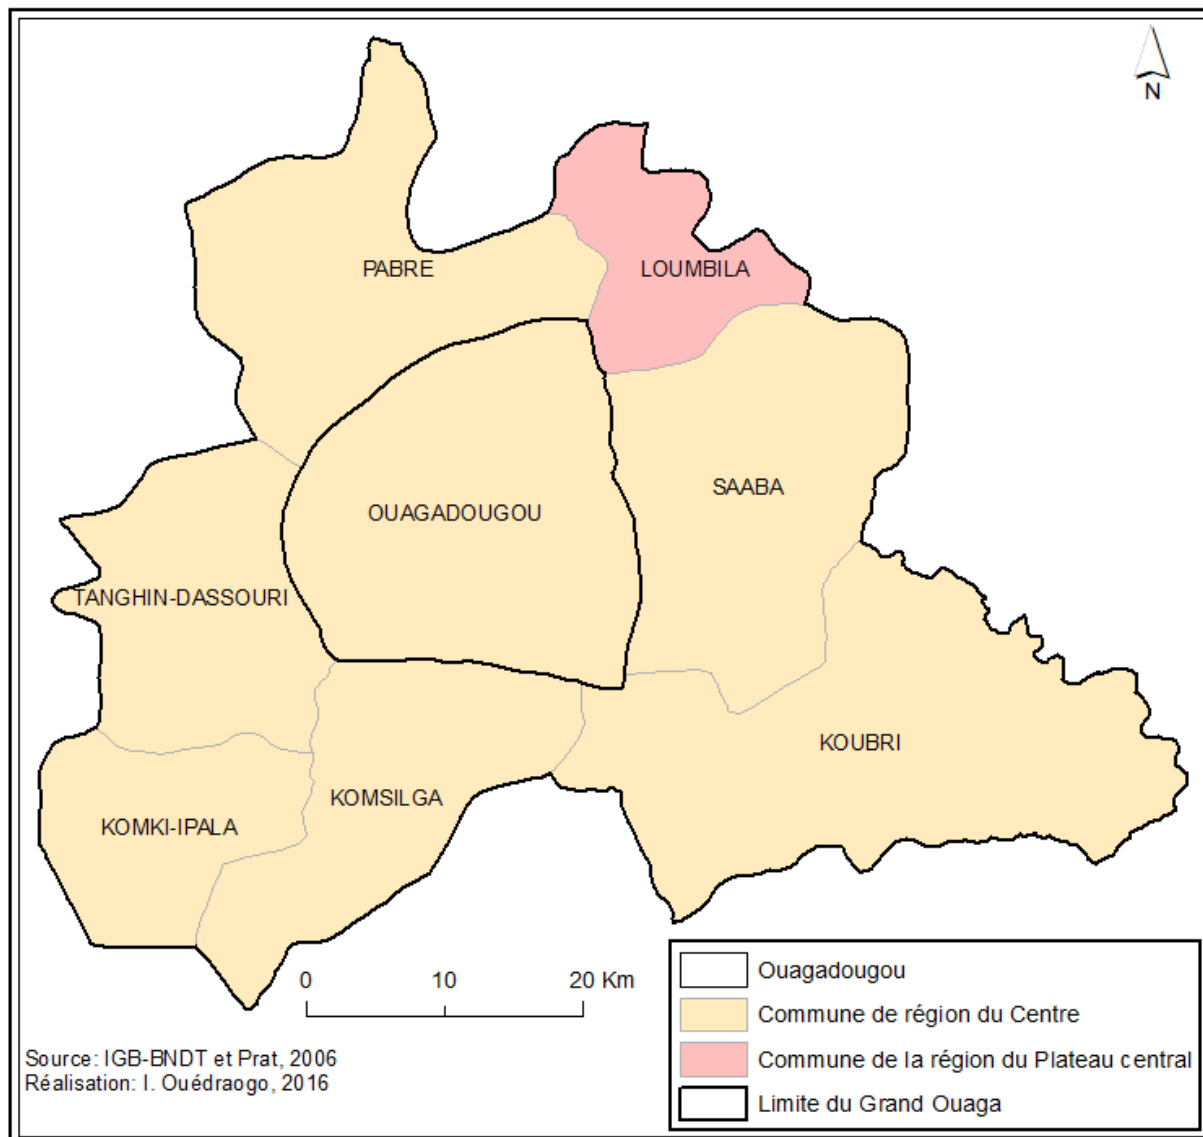 N
PABRE
LOUMBILA
SAABA
OUAGADOUGOU
TANGHIN-DASSOURI
KOUBRI
KOMSILGA
KOMKI-IPALA
0 10 20 Km
Ouagadougou
Commune de région du Centre
Commune de la région du Plateau central
Limite du Grand Ouaga
Source: IGB-BNDT et Prat, 2006
Réalisation: I. Ouédraogo, 2016